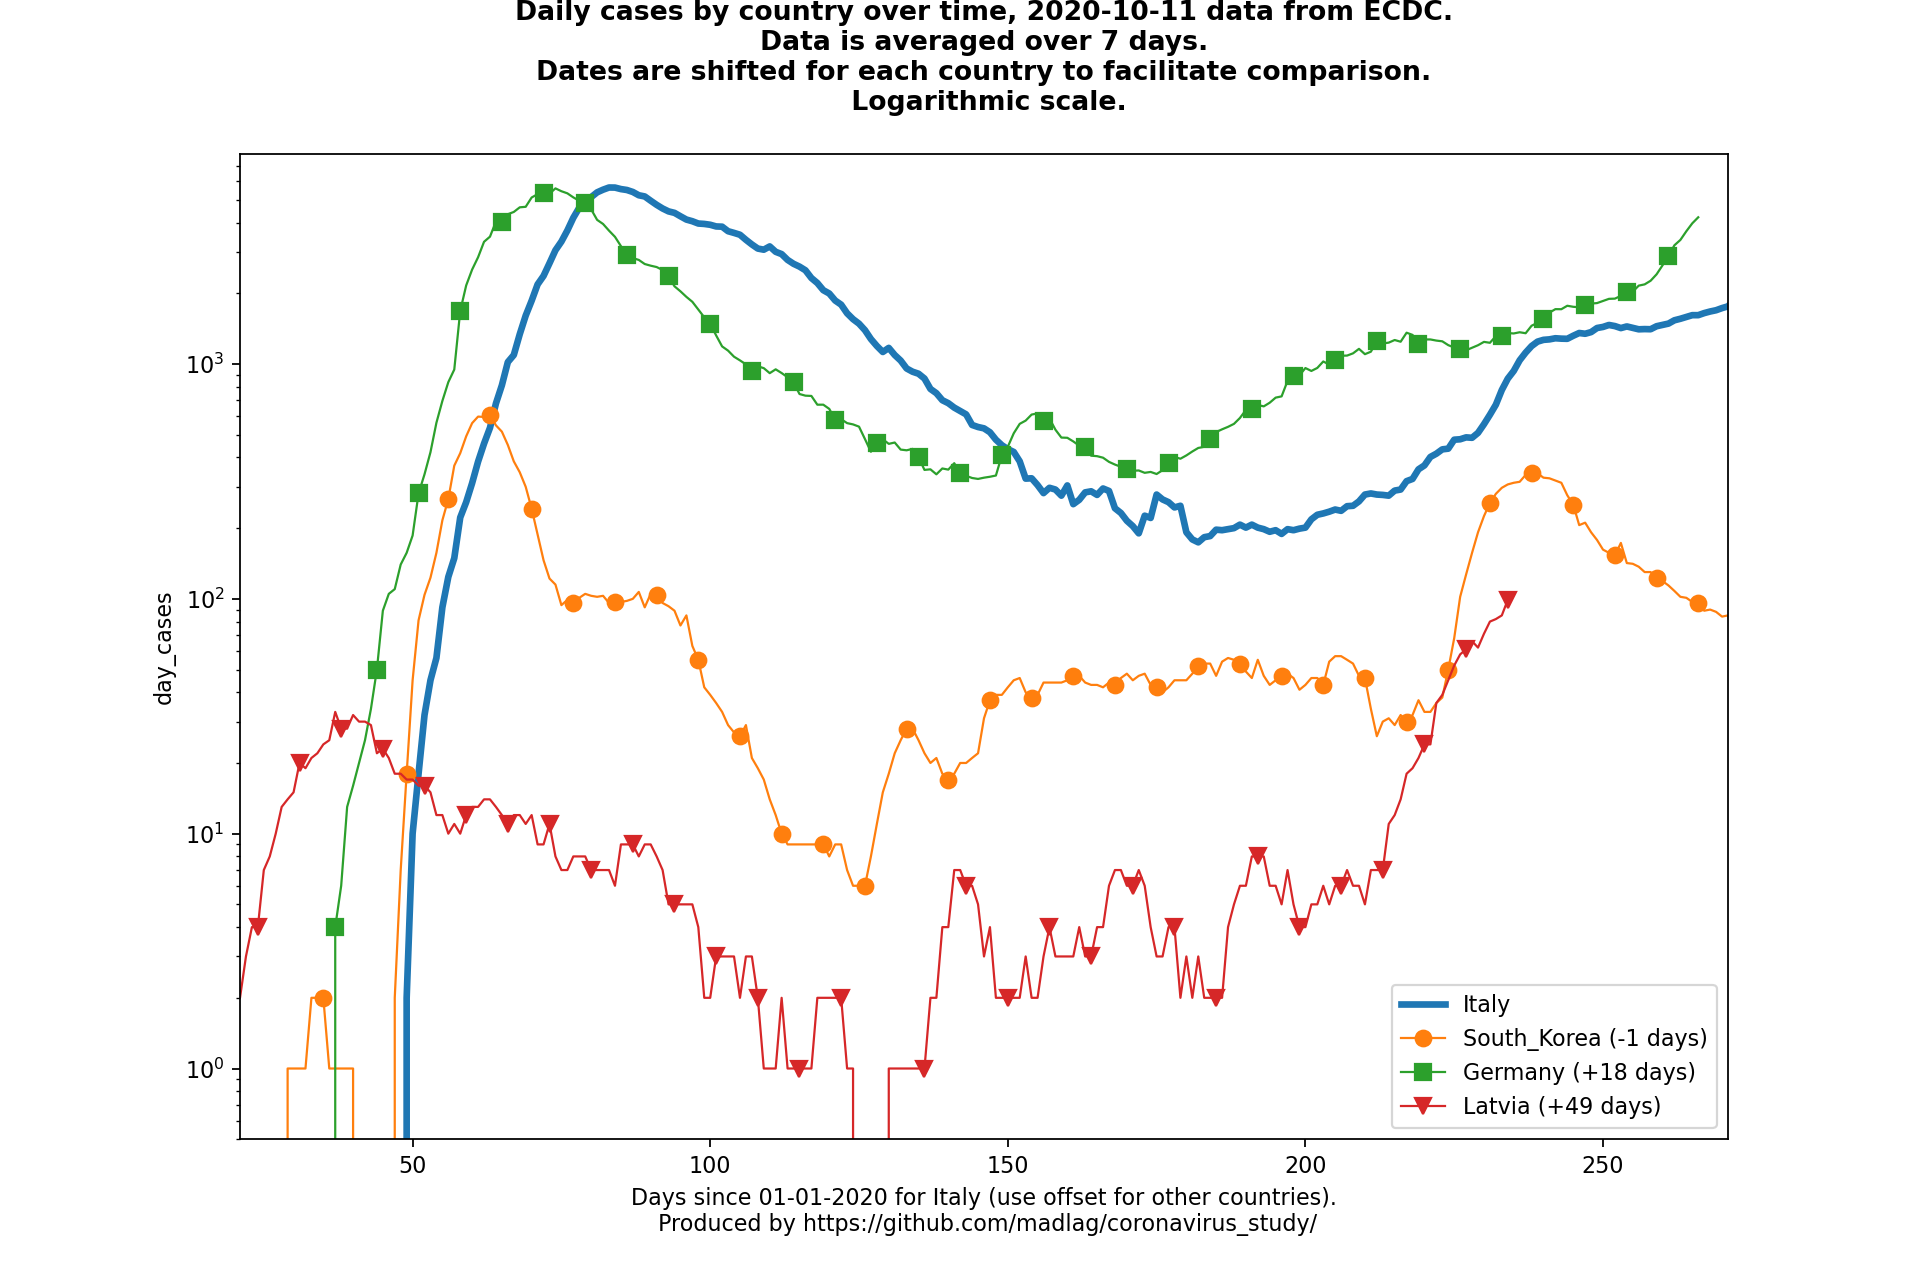 Daily cases by country over time, 2020-10-11 data from ECDC.
Data is averaged over 7 days.
Dates are shifted for each country to facilitate comparison.
Logarithmic scale.
day_cases
10³
10²
10¹
10⁰
50
100
150
200
250
Italy
South_Korea (-1 days)
Germany (+18 days)
Latvia (+49 days)
Days since 01-01-2020 for Italy (use offset for other countries).
Produced by https://github.com/madlag/coronavirus_study/